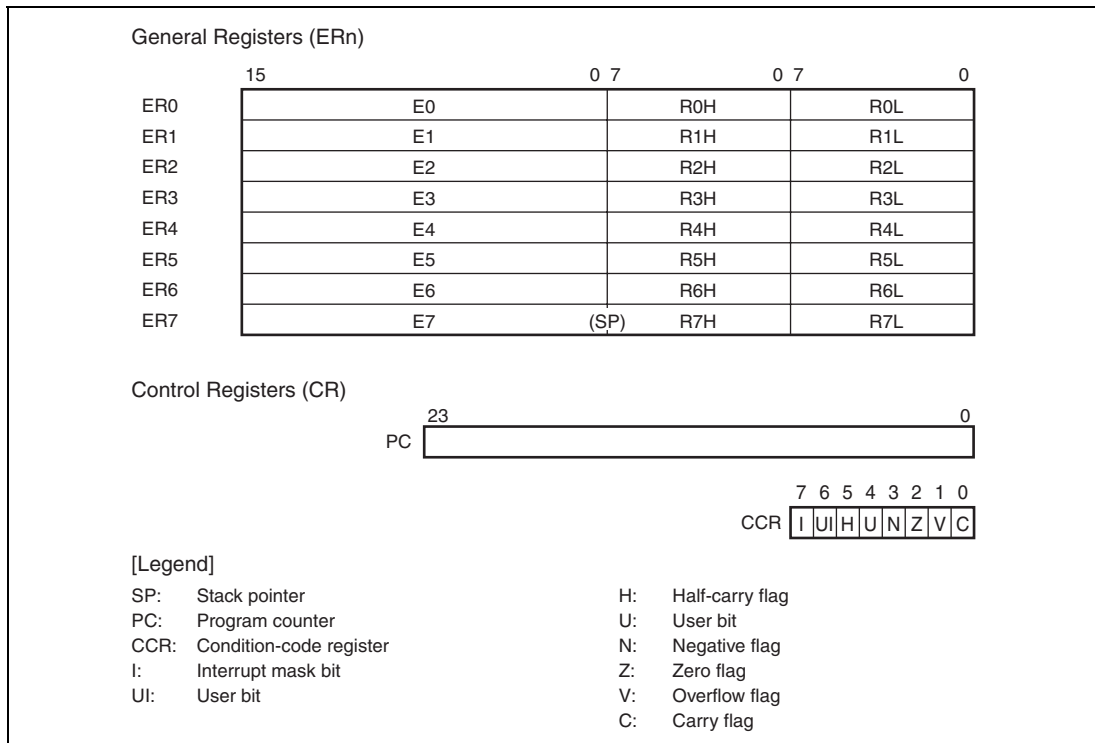 General Registers (ERn)
15 0 7 0 7 0
ER0 E0 R0H R0L
ER1 E1 R1H R1L
ER2 E2 R2H R2L
ER3 E3 R3H R3L
ER4 E4 R4H R4L
ER5 E5 R5H R5L
ER6 E6 R6H R6L
ER7 E7 (SP) R7H R7L
Control Registers (CR)
23 0
PC
7 6 5 4 3 2 1 0
CCR I UI H U N Z V C
[Legend]
SP: Stack pointer
PC: Program counter
CCR: Condition-code register
I: Interrupt mask bit
UI: User bit
H: Half-carry flag
U: User bit
N: Negative flag
Z: Zero flag
V: Overflow flag
C: Carry flag